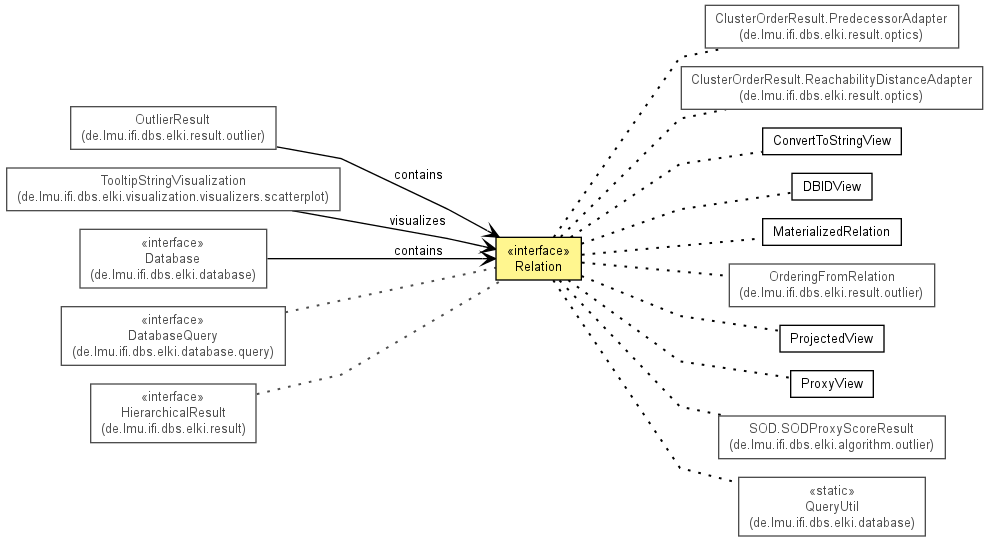 OutlierResult
(de.lmu.ifi.dbs.elki.result.outlier)
TooltipStringVisualization
(de.lmu.ifi.dbs.elki.visualization.visualizers.scatterplot)
«interface»
Database
(de.lmu.ifi.dbs.elki.database)
«interface»
DatabaseQuery
(de.lmu.ifi.dbs.elki.database.query)
«interface»
HierarchicalResult
(de.lmu.ifi.dbs.elki.result)
contains
visualizes
contains
«interface»
Relation
ClusterOrderResult.PredecessorAdapter
(de.lmu.ifi.dbs.elki.result.optics)
ClusterOrderResult.ReachabilityDistanceAdapter
(de.lmu.ifi.dbs.elki.result.optics)
ConvertToStringView
DBIDView
MaterializedRelation
OrderingFromRelation
(de.lmu.ifi.dbs.elki.result.outlier)
ProjectedView
ProxyView
SOD.SODProxyScoreResult
(de.lmu.ifi.dbs.elki.algorithm.outlier)
«static»
QueryUtil
(de.lmu.ifi.dbs.elki.database)